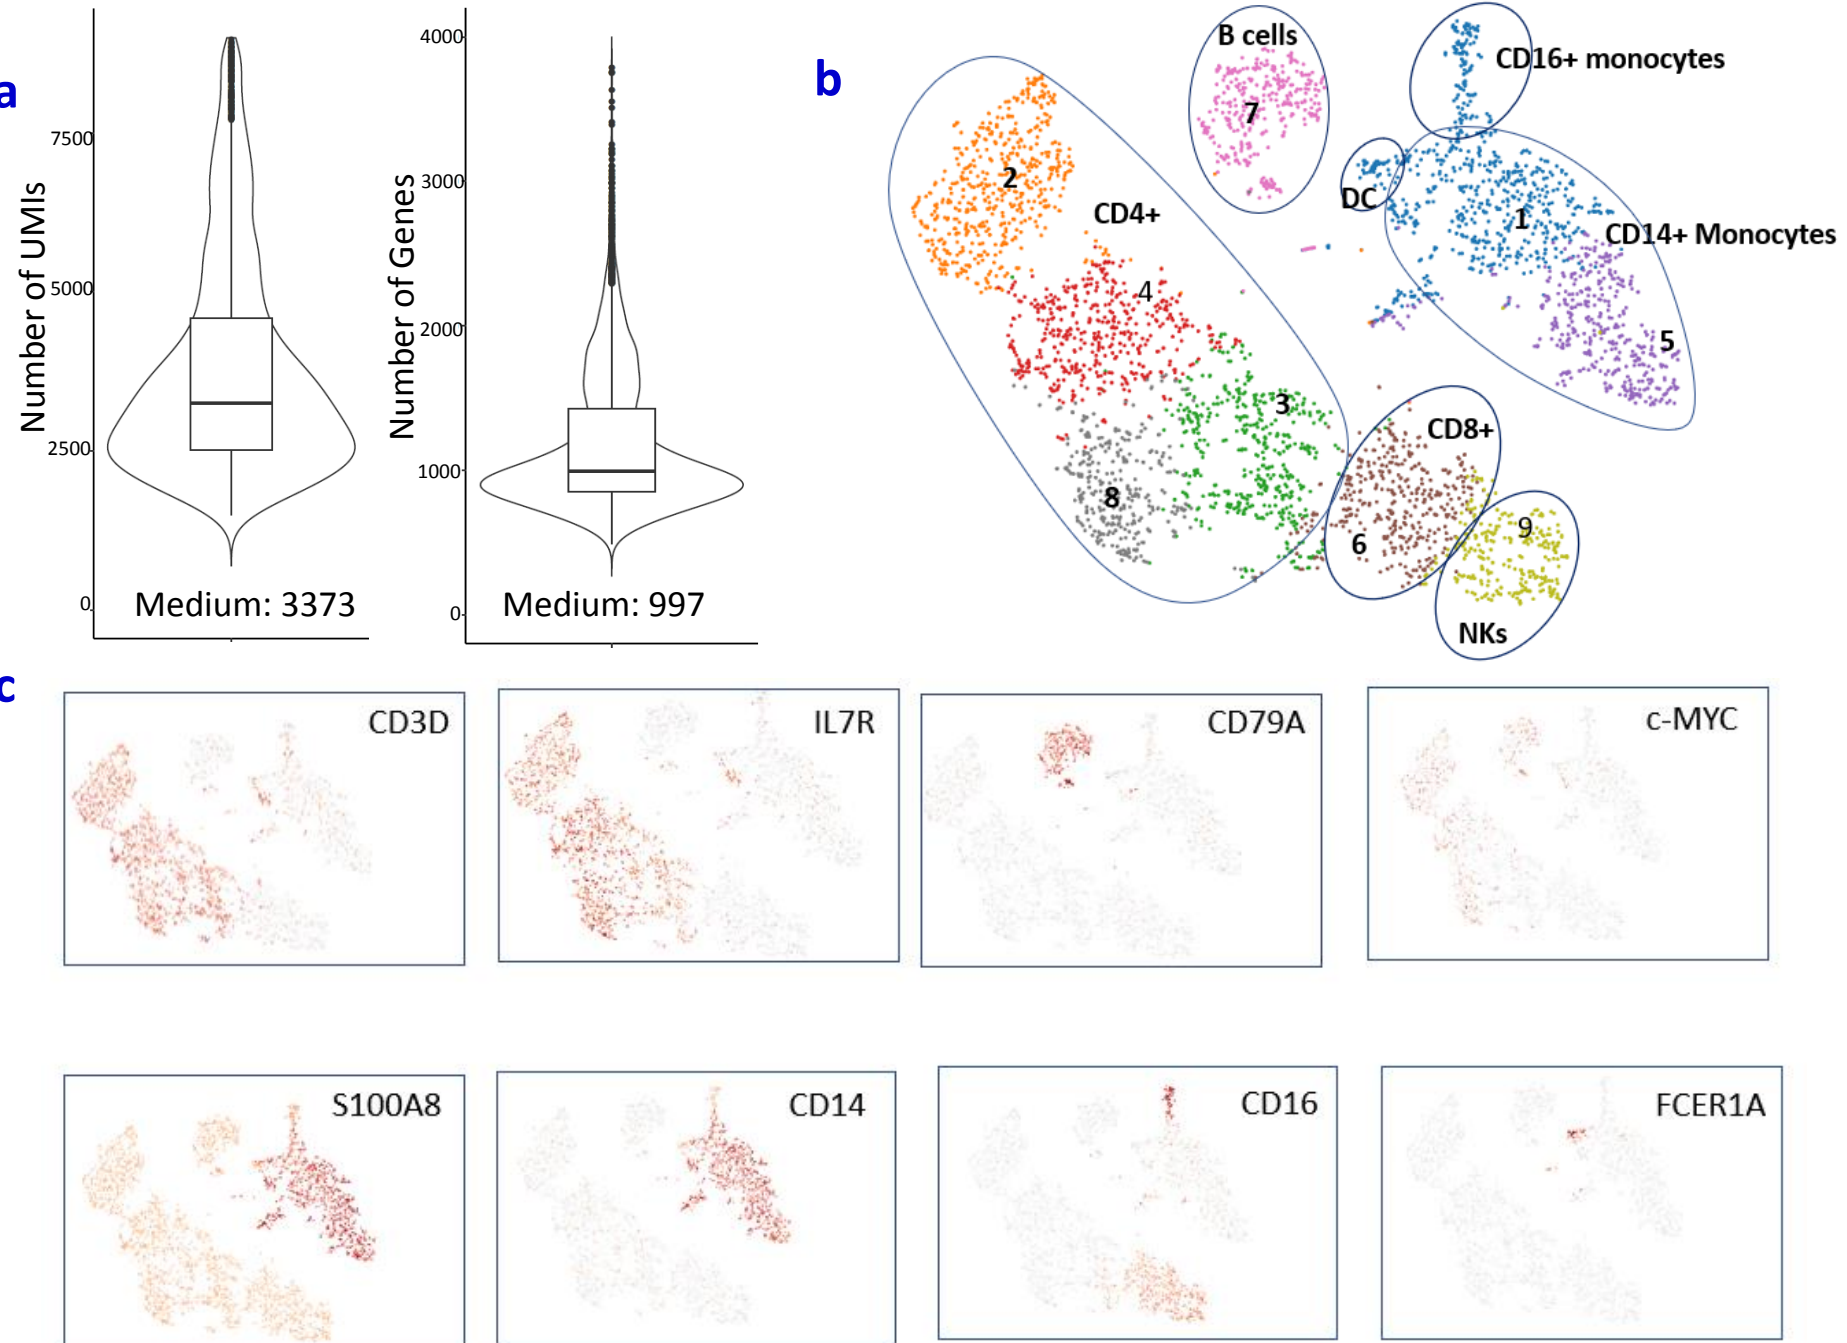 a
Number of UMIs
7500
5000
2500
0
Medium: 3373
Number of Genes
4000
3000
2000
1000
0
Medium: 997
b
B cells
7
CD16+ monocytes
DC
1
CD14+ Monocytes
5
2
CD4+
4
3
8
CD8+
6
9
NKs
c
CD3D
IL7R
CD79A
c-MYC
S100A8
CD14
CD16
FCER1A